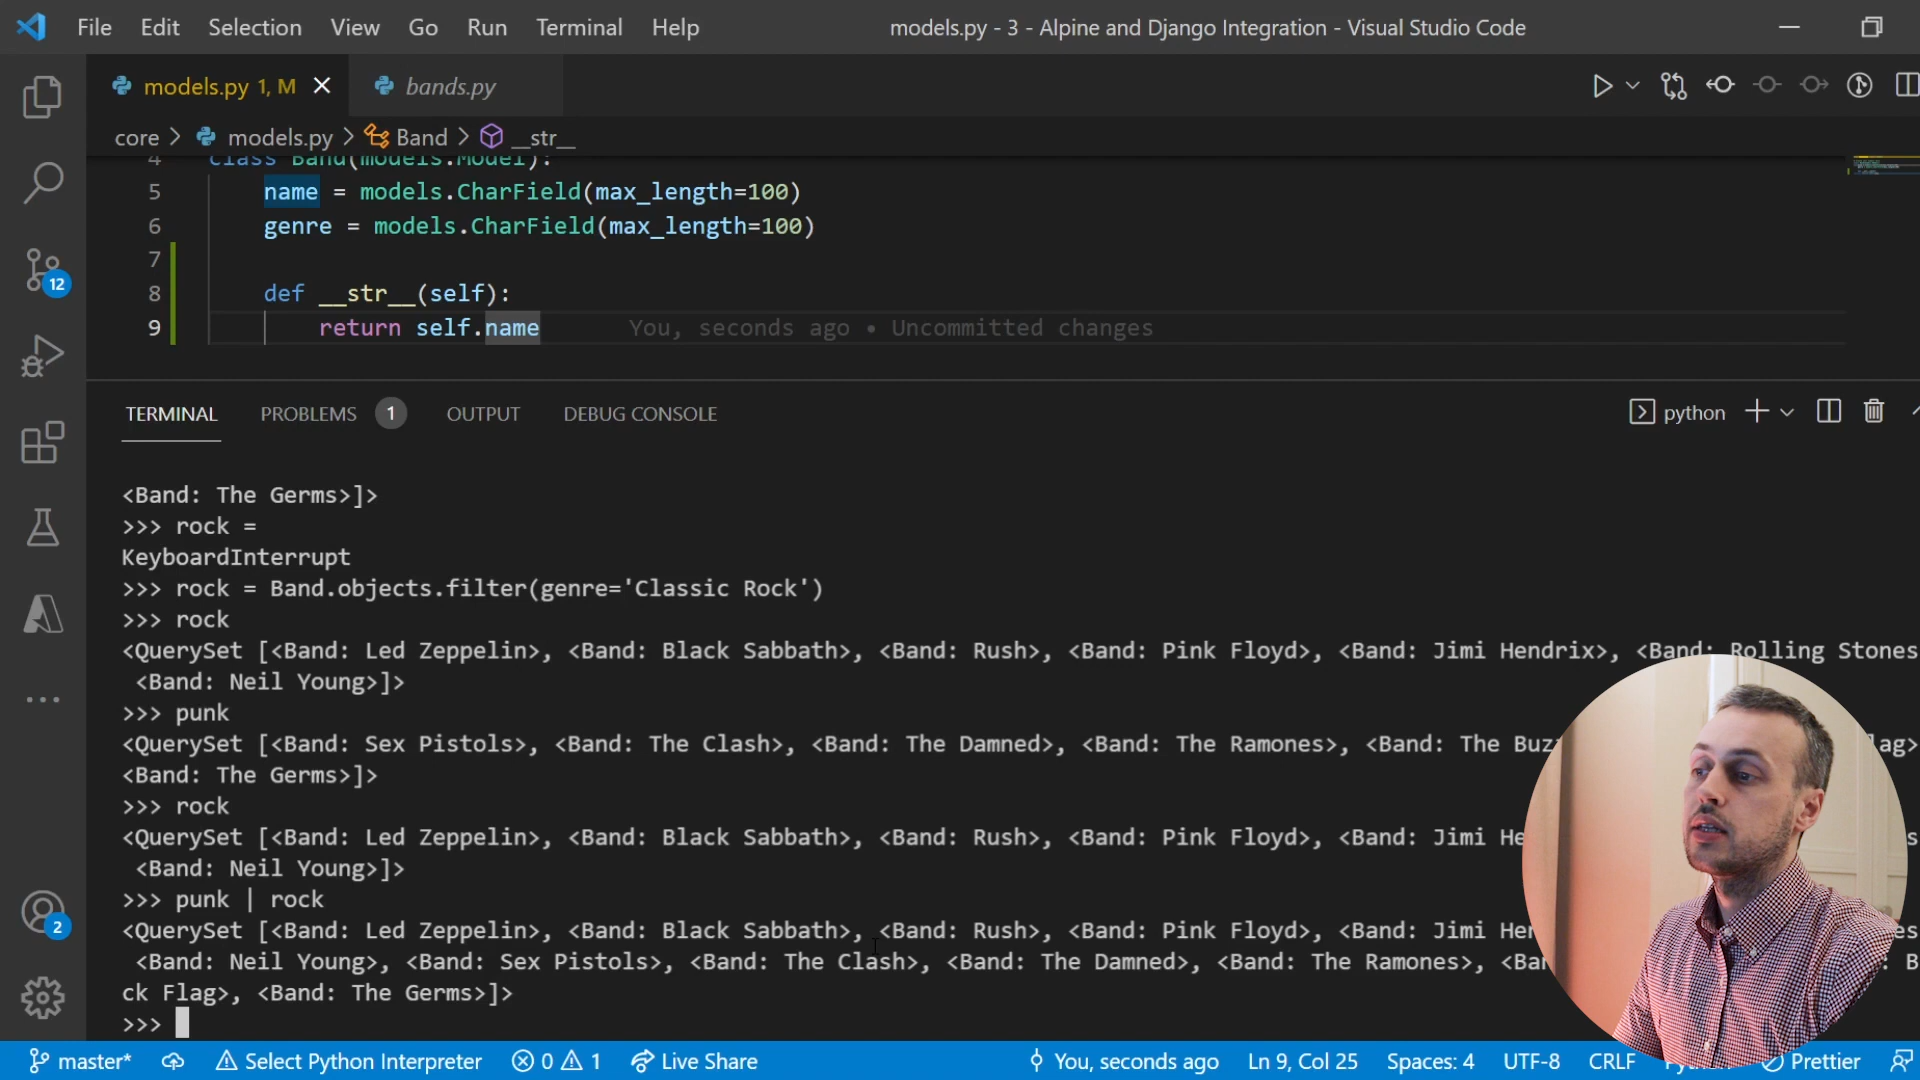 File Edit Selection View Go Run Terminal Help
models.py - 3 - Alpine and Django Integration - Visual Studio Code
models.py 1, M
bands.py
core > models.py > Band > __str__
4 class Band(models.Model):
5 name = models.CharField(max_length=100)
6 genre = models.CharField(max_length=100)
7
8 def __str__(self):
9 return self.name You, seconds ago • Uncommitted changes
12
TERMINAL PROBLEMS 1 OUTPUT DEBUG CONSOLE
python
<Band: The Germs>]>
>>> rock =
KeyboardInterrupt
>>> rock = Band.objects.filter(genre='Classic Rock')
>>> rock
<QuerySet [<Band: Led Zeppelin>, <Band: Black Sabbath>, <Band: Rush>, <Band: Pink Floyd>, <Band: Jimi Hendrix>, <Band: Rolling Stones
<Band: Neil Young>]>
>>> punk
<QuerySet [<Band: Sex Pistols>, <Band: The Clash>, <Band: The Damned>, <Band: The Ramones>, <Band: The
<Band: The Germs>]>
>>> rock
<QuerySet [<Band: Led Zeppelin>, <Band: Black Sabbath>, <Band: Rush>, <Band: Pink Floyd>, <Band: Jimi
<Band: Neil Young>]>
>>> punk | rock
<QuerySet [<Band: Led Zeppelin>, <Band: Black Sabbath>, <Band: Rush>, <Band: Pink Floyd>, <Band: Jimi
<Band: Neil Young>, <Band: Sex Pistols>, <Band: The Clash>, <Band: The Damned>, <Band: The Ramones>,
ck Flag>, <Band: The Germs>]>
>>>
2
master* Select Python Interpreter 0 1 Live Share You, seconds ago Ln 9, Col 25 Spaces: 4 UTF-8 CRLF Prettier